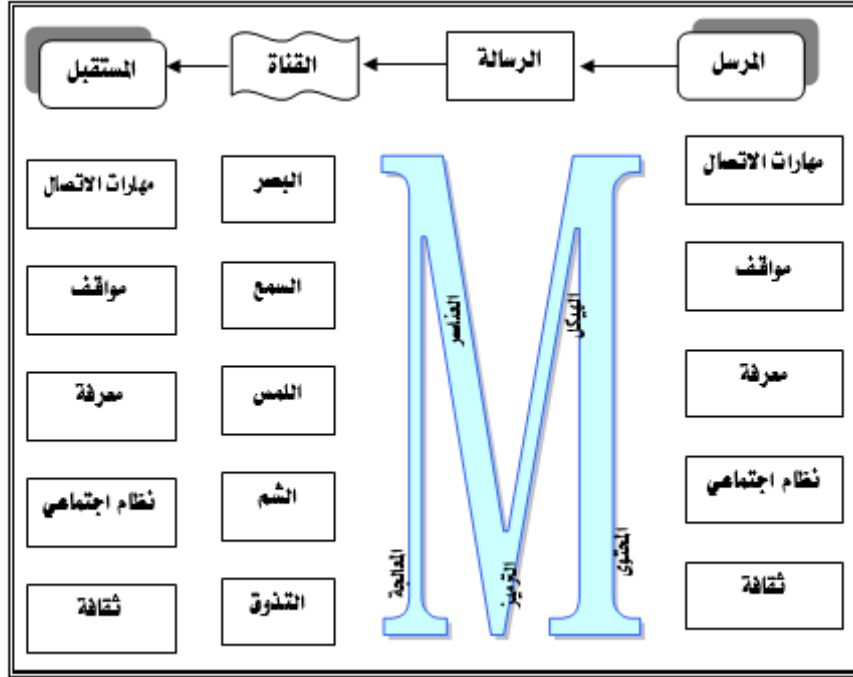 المرسل
الرسالة
القناة
المستقبل
مهارات الاتصال
مواقف
معرفة
نظام اجتماعي
ثقافة
M
الهيكل
العناصر
المحتوى
الترميز
المعالجة
البصر
السمع
اللمس
الشم
التذوق
مهارات الاتصال
مواقف
معرفة
نظام اجتماعي
ثقافة